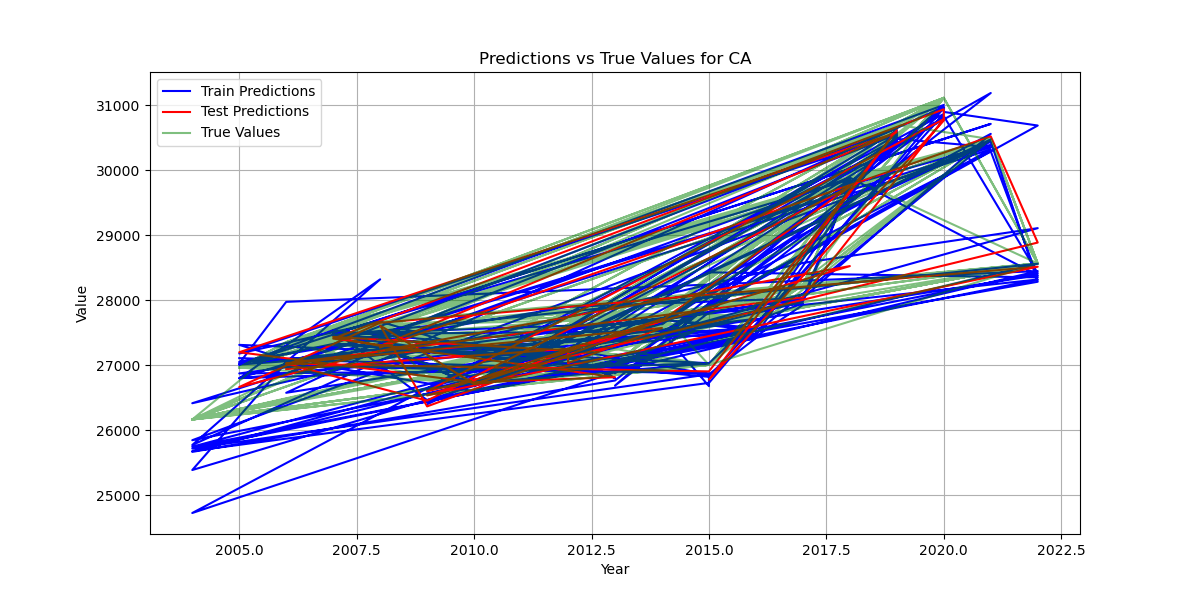 Predictions vs True Values for CA
Train Predictions
Test Predictions
True Values
31000
30000
29000
28000
27000
26000
25000
Value
2005.0 2007.5 2010.0 2012.5 2015.0 2017.5 2020.0 2022.5
Year